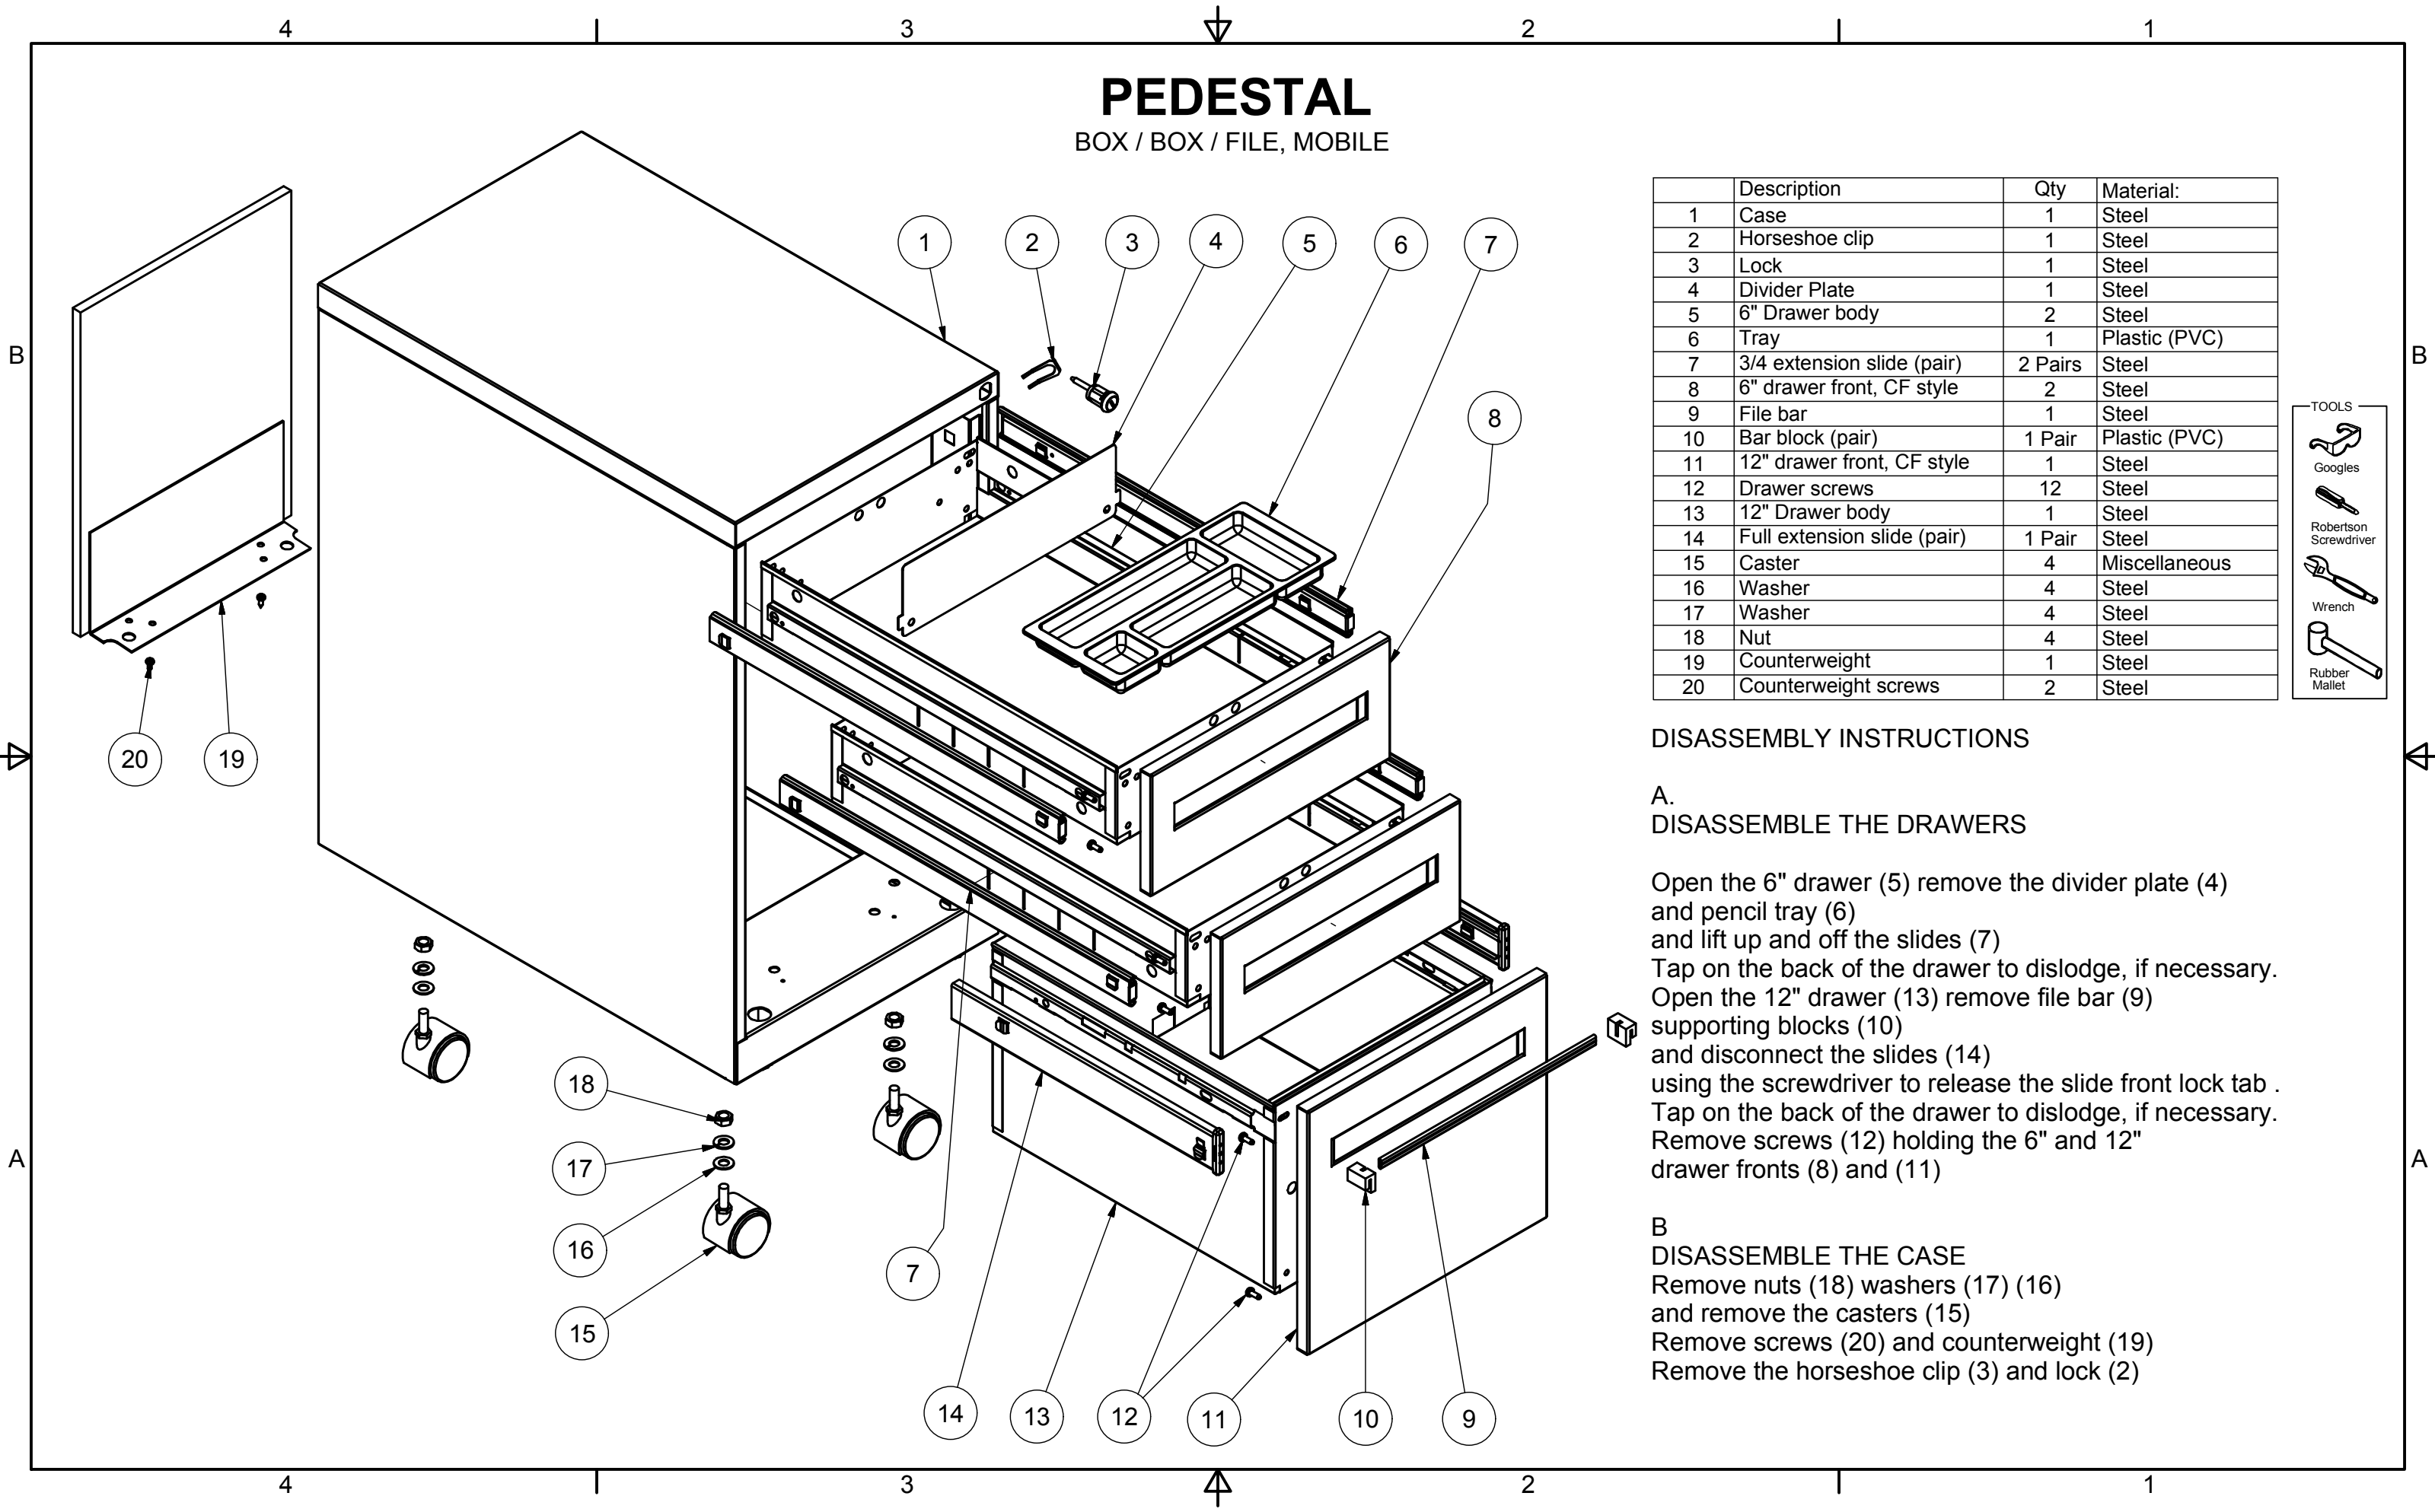 4 3 2 1
PEDESTAL
BOX / BOX / FILE, MOBILE
1 2 3 4 5 6 7
8
B B
Description Qty Material:
1 Case 1 Steel
2 Horseshoe clip 1 Steel
3 Lock 1 Steel
4 Divider Plate 1 Steel
5 6" Drawer body 2 Steel
6 Tray 1 Plastic (PVC)
7 3/4 extension slide (pair) 2 Pairs Steel
8 6" drawer front, CF style 2 Steel
9 File bar 1 Steel
10 Bar block (pair) 1 Pair Plastic (PVC)
11 12" drawer front, CF style 1 Steel
12 Drawer screws 12 Steel
13 12" Drawer body 1 Steel
14 Full extension slide (pair) 1 Pair Steel
15 Caster 4 Miscellaneous
16 Washer 4 Steel
17 Washer 4 Steel
18 Nut 4 Steel
19 Counterweight 1 Steel
20 Counterweight screws 2 Steel
TOOLS
Googles
Robertson
Screwdriver
Wrench
Rubber
Mallet
20 19
DISASSEMBLY INSTRUCTIONS
A.
DISASSEMBLE THE DRAWERS
Open the 6" drawer (5) remove the divider plate (4)
and pencil tray (6)
and lift up and off the slides (7)
Tap on the back of the drawer to dislodge, if necessary.
Open the 12" drawer (13) remove file bar (9)
supporting blocks (10)
and disconnect the slides (14)
using the screwdriver to release the slide front lock tab .
Tap on the back of the drawer to dislodge, if necessary.
Remove screws (12) holding the 6" and 12"
drawer fronts (8) and (11)
B
DISASSEMBLE THE CASE
Remove nuts (18) washers (17) (16)
and remove the casters (15)
Remove screws (20) and counterweight (19)
Remove the horseshoe clip (3) and lock (2)
18
17
16
15
7
A A
14 13 12 11 10 9
4 3 2 1